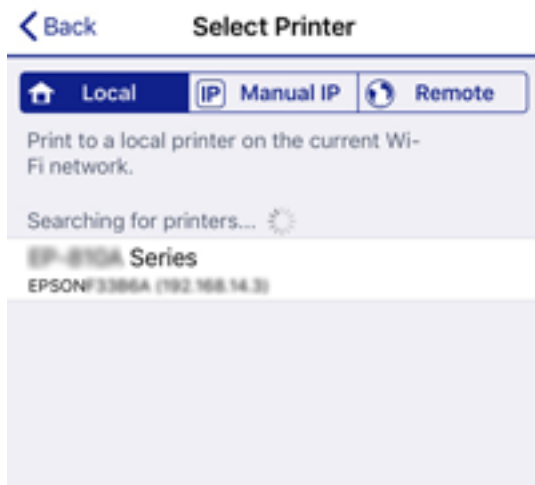 Back
Select Printer
Local
IP Manual IP
Remote
Print to a local printer on the current Wi-
Fi network.
Searching for printers...
Series
EPSON